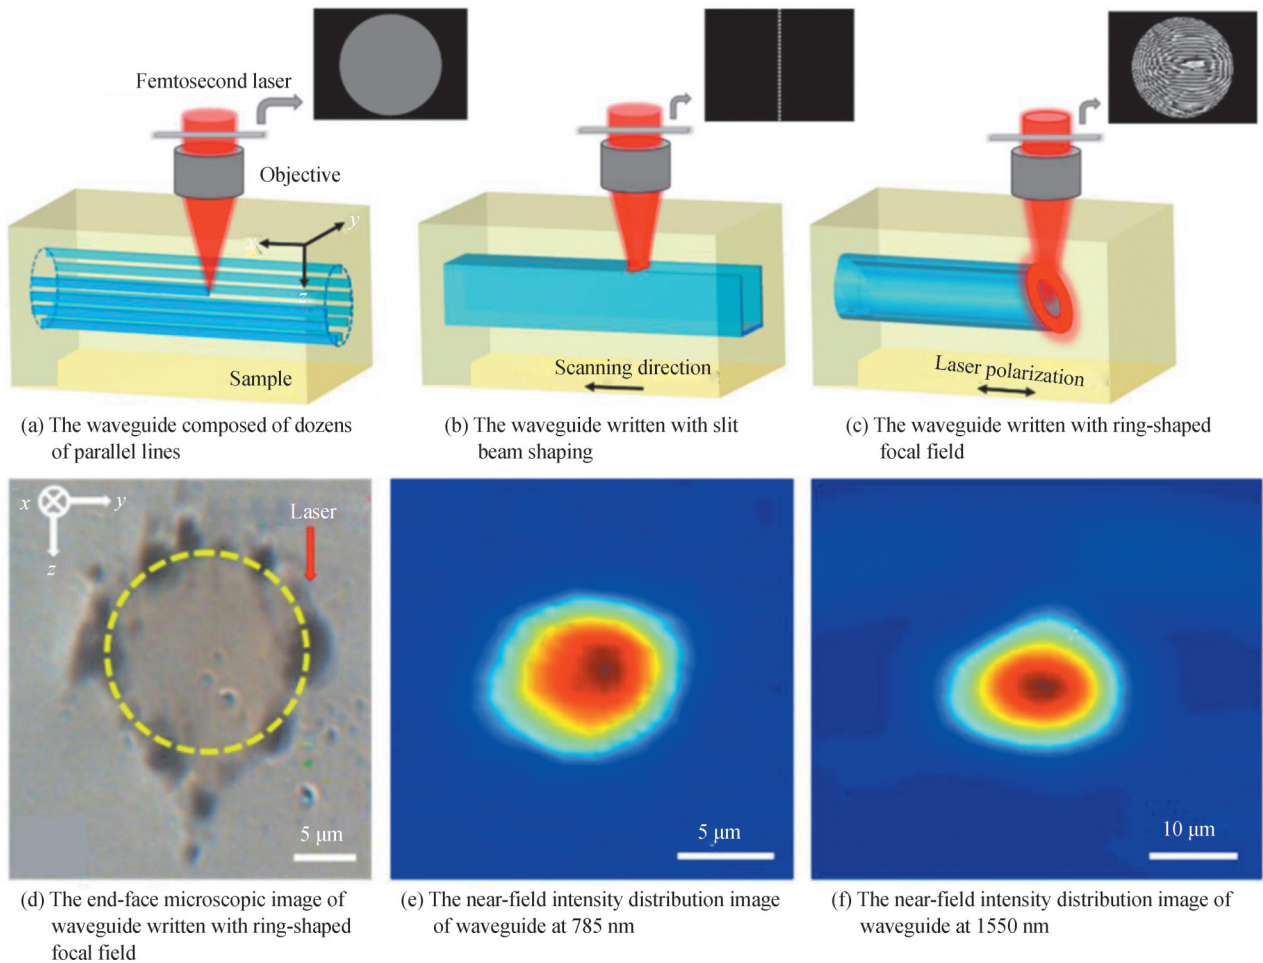 Femtosecond laser
Objective
y
x
z
Sample
(a) The waveguide composed of dozens
of parallel lines
Scanning direction
(b) The waveguide written with slit
beam shaping
Laser polarization
(c) The waveguide written with ring-shaped
focal field
x
y
z
Laser
5 μm
(d) The end-face microscopic image of
waveguide written with ring-shaped
focal field
5 μm
(e) The near-field intensity distribution image
of waveguide at 785 nm
10 μm
(f) The near-field intensity distribution image of
waveguide at 1550 nm